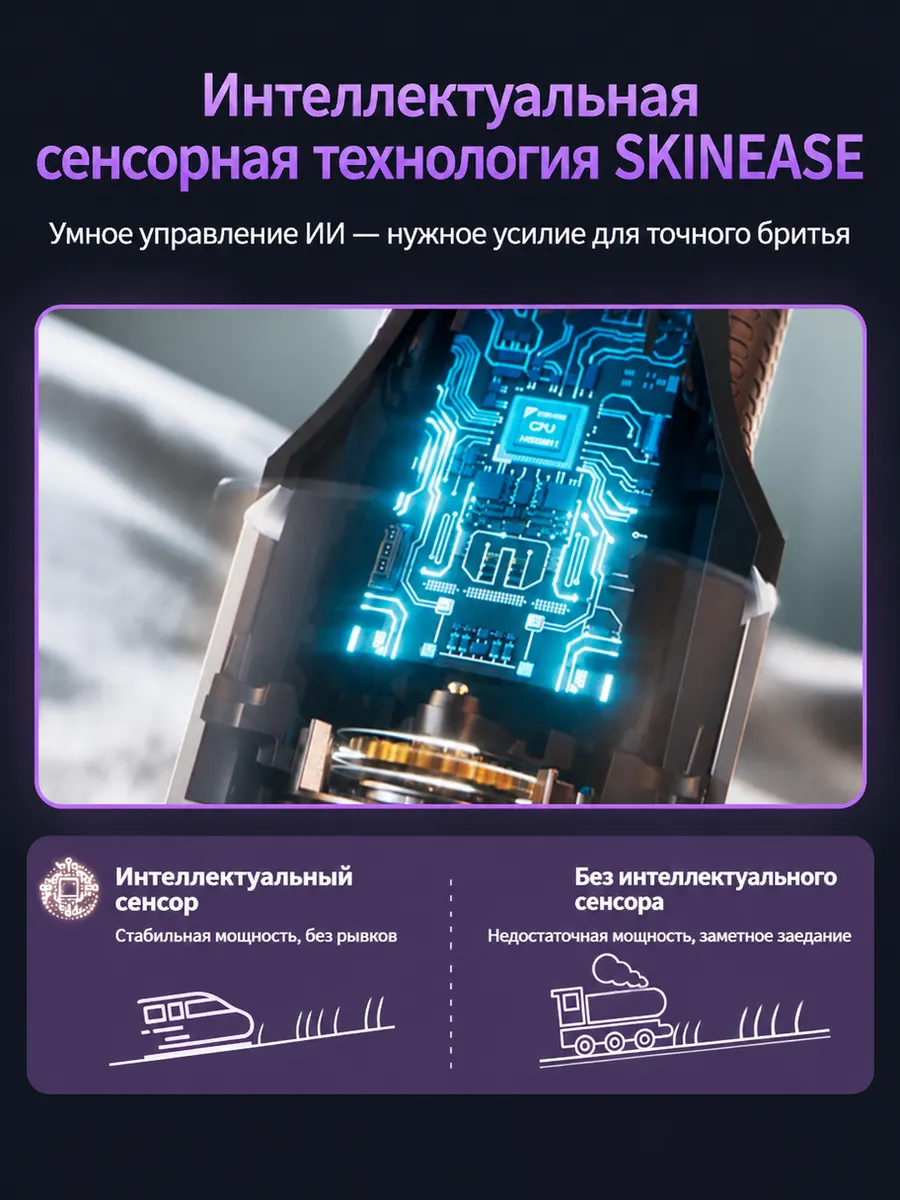 Интеллектуальная
сенсорная технология SKINEASE
Умное управление ИИ — нужное усилие для точного бритья
CPU
Интеллектуальный
сенсор
Стабильная мощность, без рывков
Без интеллектуального
сенсора
Недостаточная мощность, заметное заедание